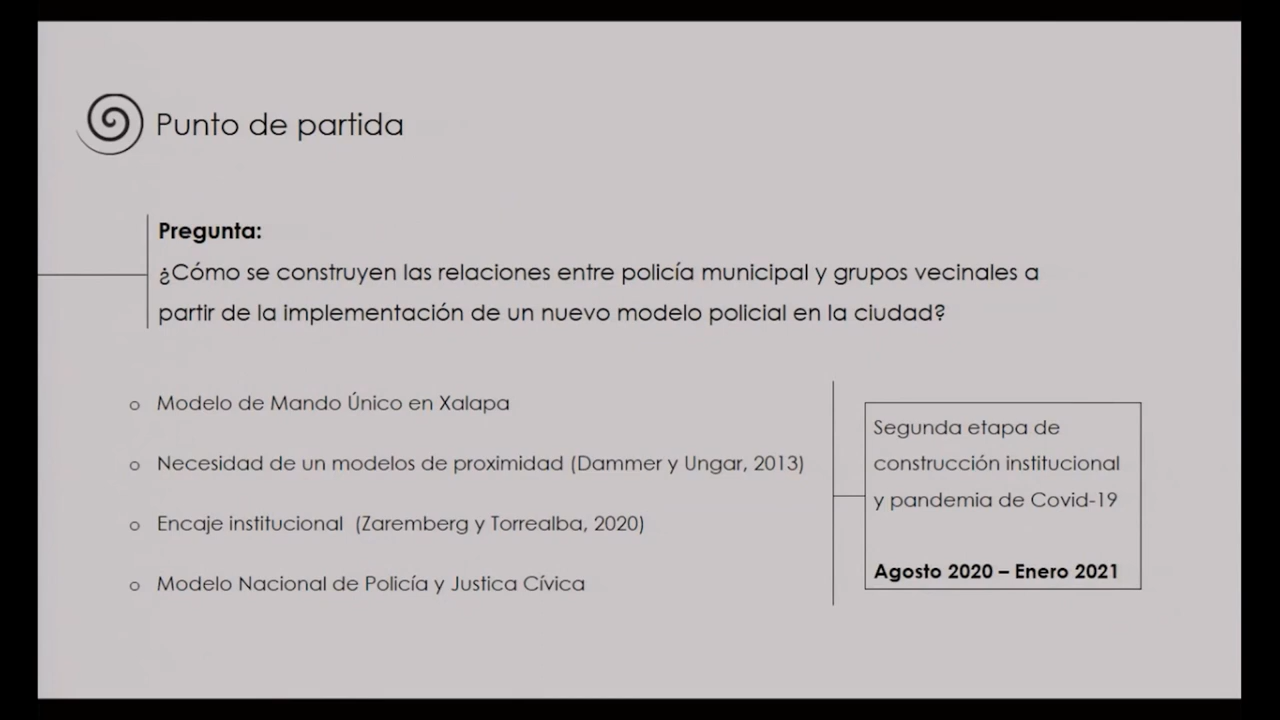 Punto de partida
Pregunta:
¿Cómo se construyen las relaciones entre policía municipal y grupos vecinales a
partir de la implementación de un nuevo modelo policial en la ciudad?
o Modelo de Mando Único en Xalapa
o Necesidad de un modelos de proximidad (Dammer y Ungar, 2013)
o Encaje institucional (Zaremberg y Torrealba, 2020)
o Modelo Nacional de Policía y Justica Cívica
Segunda etapa de
construcción institucional
y pandemia de Covid-19
Agosto 2020 – Enero 2021